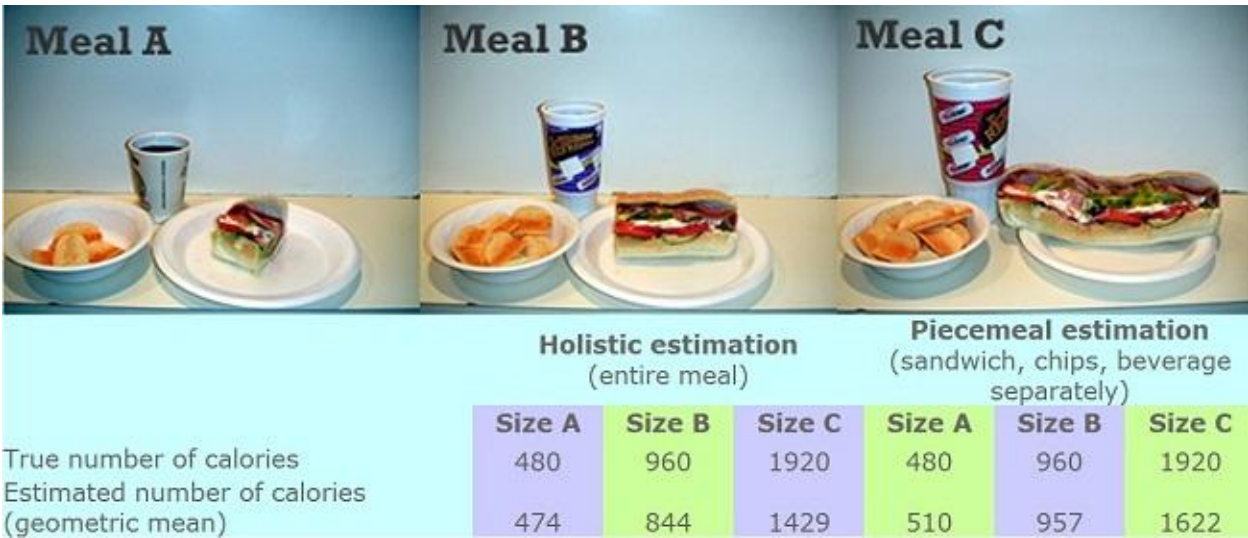 Meal A
Meal B
Meal C
Holistic estimation
(entire meal)
Piecemeal estimation
(sandwich, chips, beverage
separately)
Size A Size B Size C Size A Size B Size C
True number of calories 480 960 1920 480 960 1920
Estimated number of calories
(geometric mean) 474 844 1429 510 957 1622